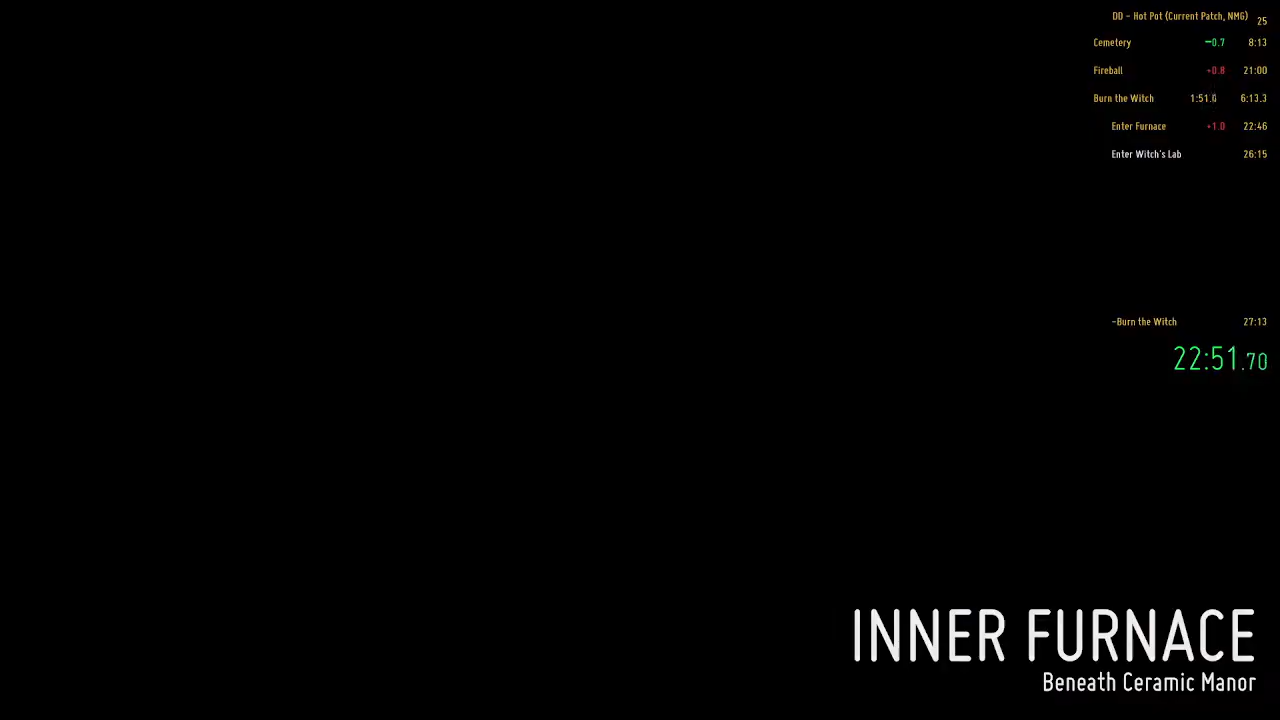 DD - Hot Pot (Current Patch, NMG) 25
Cemetery -0.7 8:13
Fireball +0.8 21:00
Burn the Witch 1:51.0 6:13.3
Enter Furnace +1.0 22:46
Enter Witch's Lab 26:15
-Burn the Witch 27:13
22:51.70
INNER FURNACE
Beneath Ceramic Manor